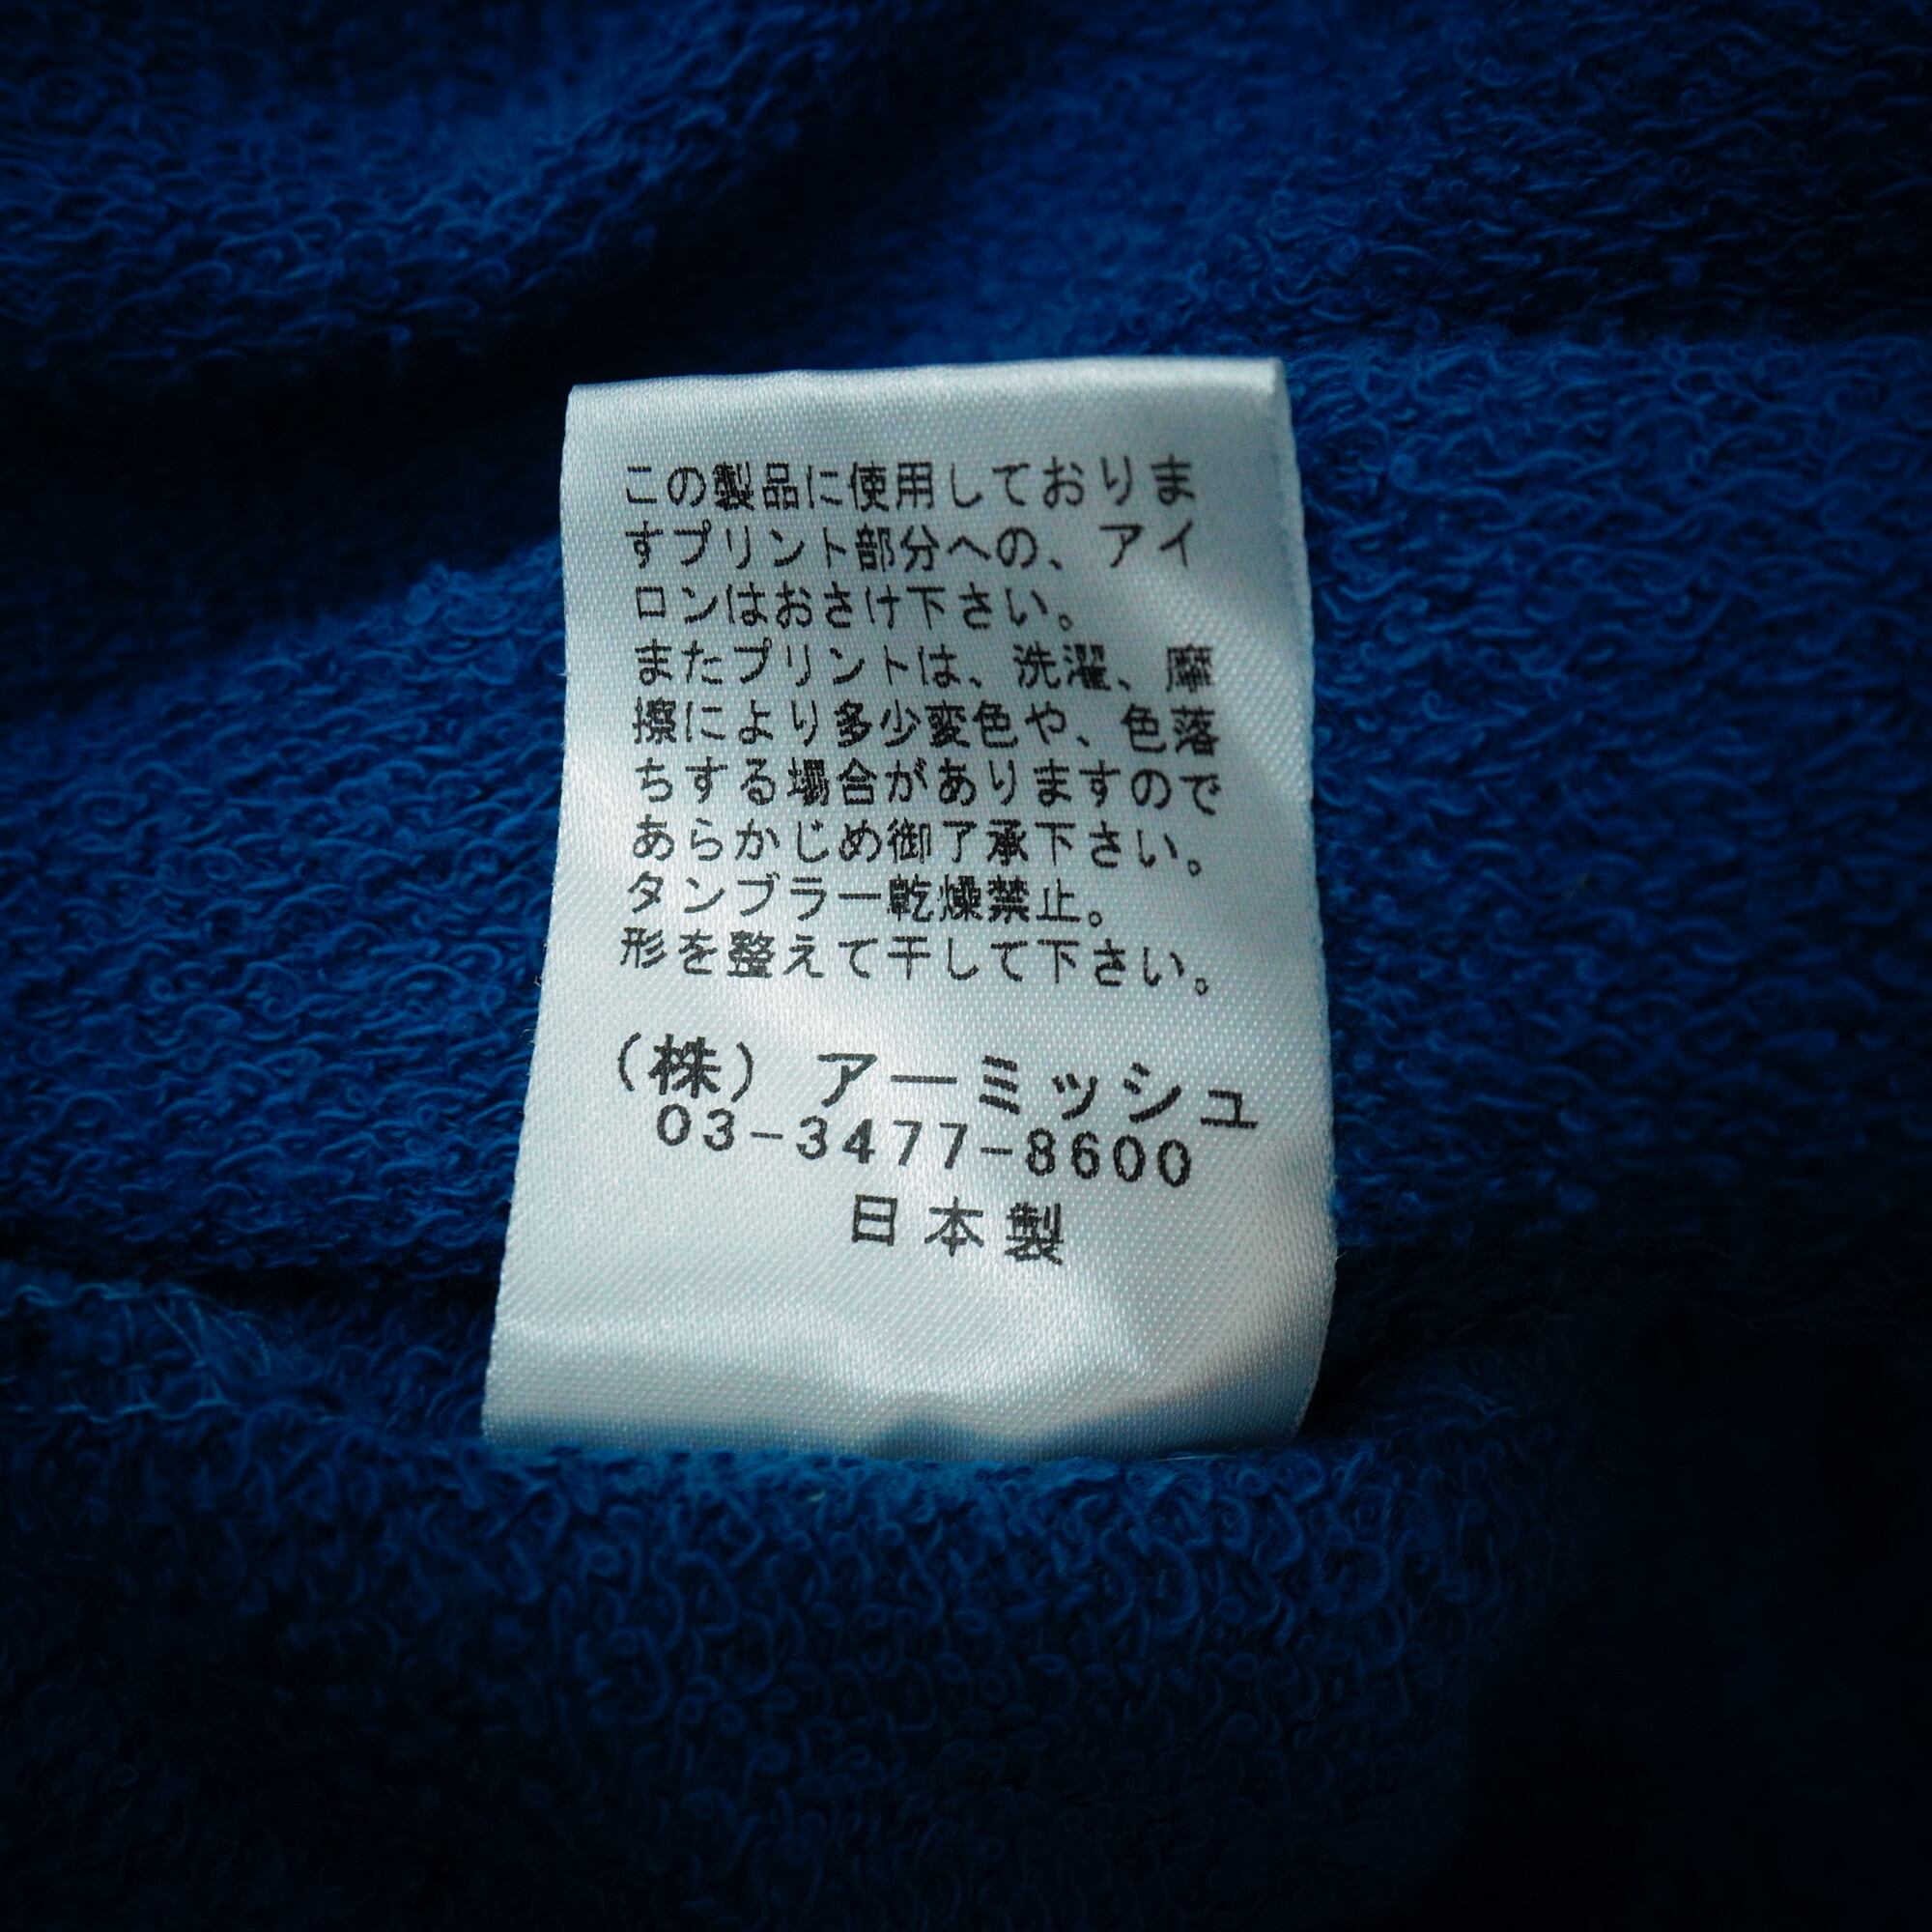 この製品に使用しておりま
すプリント部分への、アイ
ロンはおさけ下さい。
またプリントは、洗濯、摩
擦により多少変色や、色落
ちする場合がありますので
あらかじめ御了承下さい。
タンブラー乾燥禁止。
形を整えて干して下さい。
(株) アーミッシュ
03-3477-8600
日本製